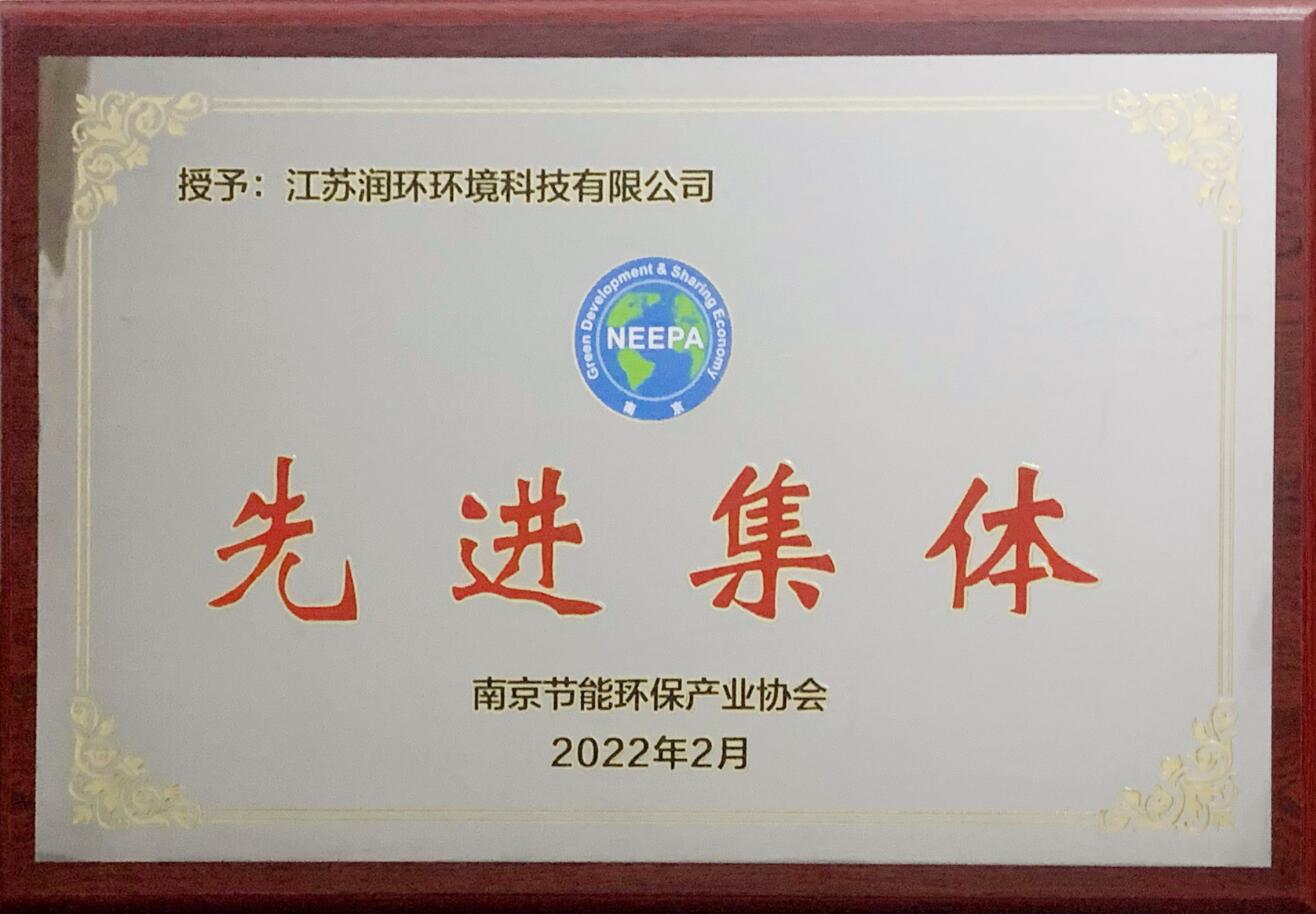 授予：江苏润环环境科技有限公司
Green Development & Sharing Economy
NEEPA
南京
先进集体
南京节能环保产业协会
2022年2月